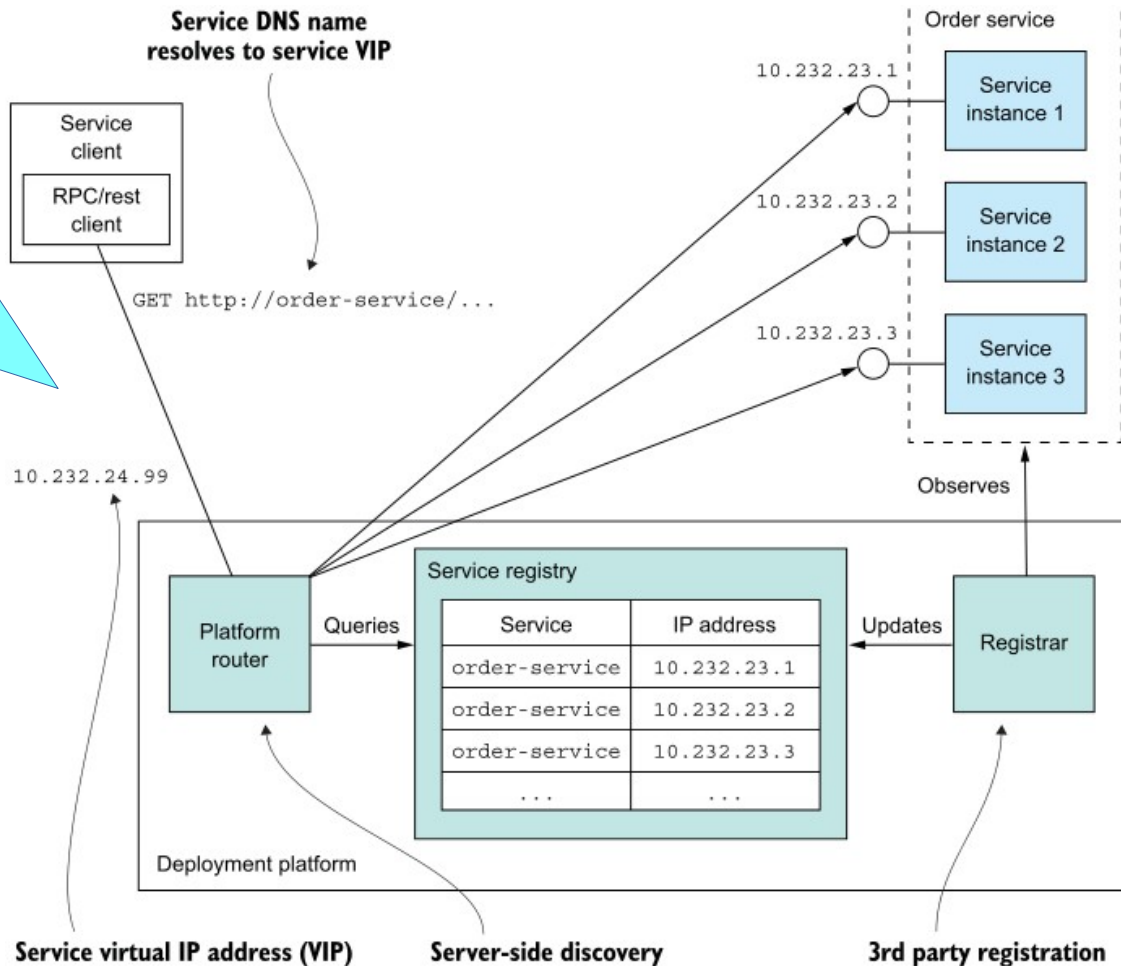 Service DNS name
resolves to service VIP
Order service
10.232.23.1
Service
instance 1
Service
client
RPC/rest
client
10.232.23.2
Service
instance 2
GET http://order-service/...
10.232.23.3
Service
instance 3
10.232.24.99
Observes
Service registry
Platform
router
Queries
Service IP address
order-service 10.232.23.1
order-service 10.232.23.2
order-service 10.232.23.3
... ...
Updates
Registrar
Deployment platform
Service virtual IP address (VIP)
Server-side discovery
3rd party registration